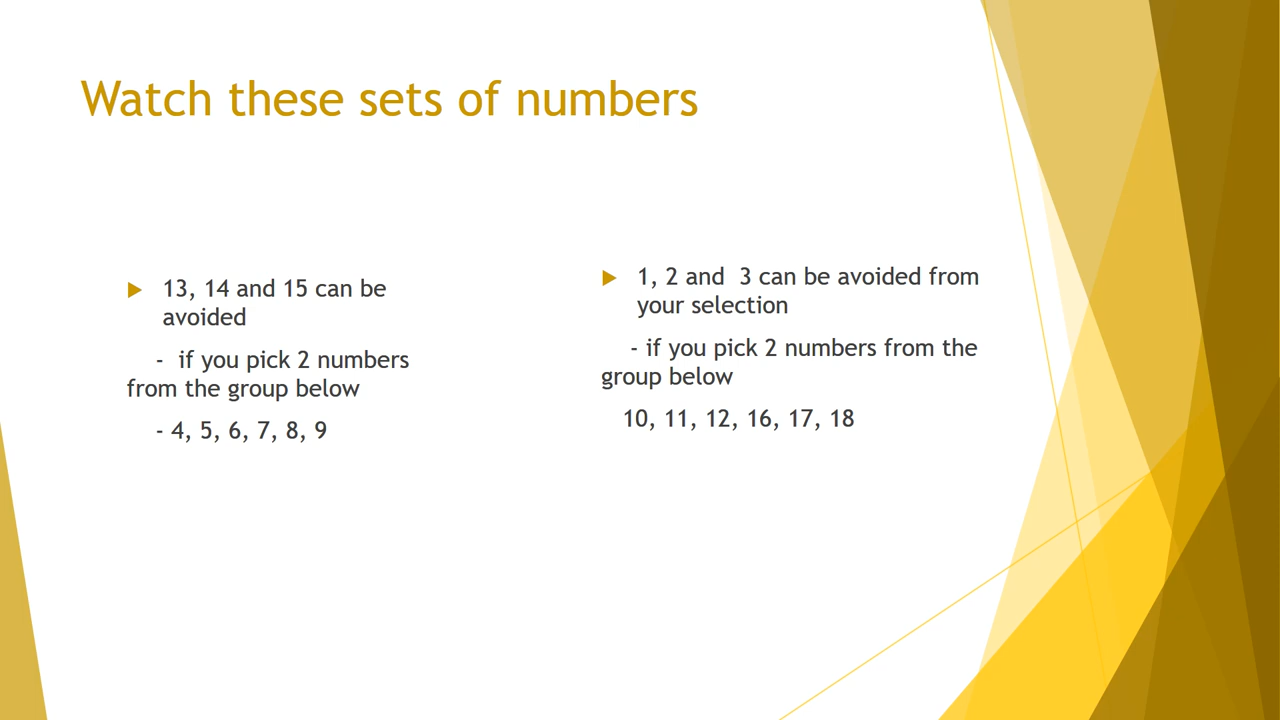 Watch these sets of numbers
13, 14 and 15 can be
avoided
- if you pick 2 numbers
from the group below
- 4, 5, 6, 7, 8, 9
1, 2 and 3 can be avoided from
your selection
- if you pick 2 numbers from the
group below
10, 11, 12, 16, 17, 18